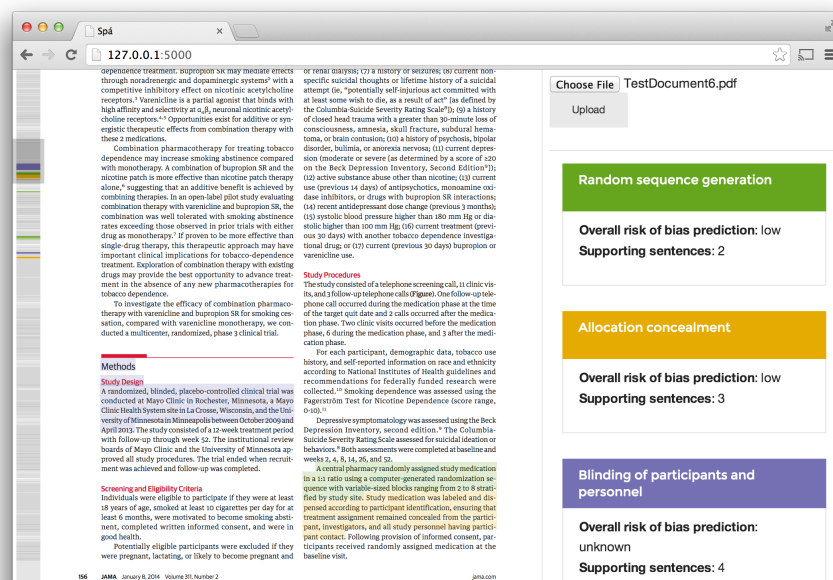 Spá
127.0.0.1:5000
dependence treatment. Bupropion SR may mediate effects
through noradrenergic and dopaminergic systems² with a
competitive inhibitory effect on nicotinic acetylcholine
receptors.³ Varenicline is a partial agonist that binds with
high affinity and selectivity at α₄β₂ neuronal nicotinic acetyl-
choline receptors.⁴,⁵ Opportunities exist for additive or syn-
ergistic therapeutic effects from combination therapy with
these 2 medications.
Combination pharmacotherapy for treating tobacco
dependence may increase smoking abstinence compared
with monotherapy. A combination of bupropion SR and the
nicotine patch is more effective than nicotine patch therapy
alone,⁶ suggesting that an additive benefit is achieved by
combining therapies. In an open-label pilot study evaluating
combination therapy with bupropion SR and varenicline, the
combination was well tolerated with smoking abstinence
rates exceeding those observed in prior trials with either
drug as monotherapy.⁷ If proven to be more effective than
single-drug therapy, this therapeutic approach may have
important clinical implications for tobacco-dependence
treatment. Exploration of combination therapy with existing
drugs may provide the best opportunity to advance treat-
ment in the absence of any new pharmacotherapies for
tobacco dependence.
To investigate the efficacy of combination pharmaco-
therapy with varenicline and bupropion SR for smoking ces-
sation, compared with varenicline monotherapy, we con-
ducted a multicenter, randomized, phase 3 clinical trial.
Methods
Study Design
A randomized, blinded, placebo-controlled clinical trial was
conducted at Mayo Clinic in Rochester, Minnesota, a Mayo
Clinic Health System site in La Crosse, Wisconsin, and the Uni-
versity of Minnesota in Minneapolis between October 2009 and
April 2013. The study consisted of a 12-week treatment period
with follow-up through week 52. The institutional review
boards of Mayo Clinic and the University of Minnesota ap-
proved all study procedures. The trial ended when recruit-
ment was achieved and follow-up was completed.
Screening and Eligibility Criteria
Individuals were eligible to participate if they were at least
18 years of age, smoked at least 10 cigarettes per day for at
least 6 months, were motivated to become smoking absti-
nent, completed written informed consent, and were in
good health.
Potentially eligible participants were excluded if they
were pregnant, lactating, or likely to become pregnant and
or renal dialysis; (7) a history of seizures; (8) current non-
specific suicidal thoughts or lifetime history of a suicidal
attempt (ie, "potentially self-injurious act committed with
at least some wish to die, as a result of act" [as defined by
the Columbia-Suicide Severity Rating Scale⁸]); (9) a history
of closed head trauma with a greater than 30-minute loss of
consciousness, amnesia, skull fracture, subdural hema-
toma, or brain contusion; (10) a history of psychosis, bipolar
disorder, bulimia, or anorexia nervosa; (11) current depres-
sion (moderate or severe [as determined by a score of ≥20
on the Beck Depression Inventory, Second Edition⁹]);
(12) active substance abuse other than nicotine; (13) current
use (previous 14 days) of antipsychotics, monoamine oxi-
dase inhibitors, or drugs with bupropion SR interactions;
(14) recent antidepressant dose change (previous 3 months);
(15) systolic blood pressure higher than 180 mm Hg or dia-
stolic higher than 100 mm Hg; (16) current treatment (previ-
ous 30 days) with another tobacco dependence investiga-
tional drug; or (17) current (previous 30 days) bupropion or
varenicline use.
Study Procedures
The study consisted of a telephone screening call, 11 clinic vis-
its, and 3 follow-up telephone calls (Figure). One follow-up tele-
phone call occurred during the medication phase at the time
of the target quit date and 2 calls occurred after the medica-
tion phase. Two clinic visits occurred before the medication
phase, 6 during the medication phase, and 3 after the medi-
cation phase.
For each participant, demographic data, tobacco use
history, and self-reported information on race and ethnicity
according to National Institutes of Health guidelines and
recommendations for federally funded research were
collected.¹⁰ Smoking dependence was assessed using the
Fagerström Test for Nicotine Dependence (score range,
0-10).¹¹
Depressive symptomatology was assessed using the Beck
Depression Inventory, second edition.⁹ The Columbia-
Suicide Severity Rating Scale assessed for suicidal ideation or
behaviors.⁸ Both assessments were completed at baseline and
weeks 2, 4, 8, 14, 26, and 52.
A central pharmacy randomly assigned study medication
in a 1:1 ratio using a computer-generated randomization se-
quence with variable-sized blocks ranging from 2 to 8 strati-
fied by study site. Study medication was labeled and dis-
pensed according to participant identification, ensuring that
treatment assignment remained concealed from the partici-
pant, investigators, and all study personnel having partici-
pant contact. Following provision of informed consent, par-
ticipants received randomly assigned medication at the
baseline visit.
156 JAMA January 8, 2014 Volume 311, Number 2
jama.com
Choose File TestDocument6.pdf
Upload
Random sequence generation
Overall risk of bias prediction: low
Supporting sentences: 2
Allocation concealment
Overall risk of bias prediction: low
Supporting sentences: 3
Blinding of participants and
personnel
Overall risk of bias prediction:
unknown
Supporting sentences: 4